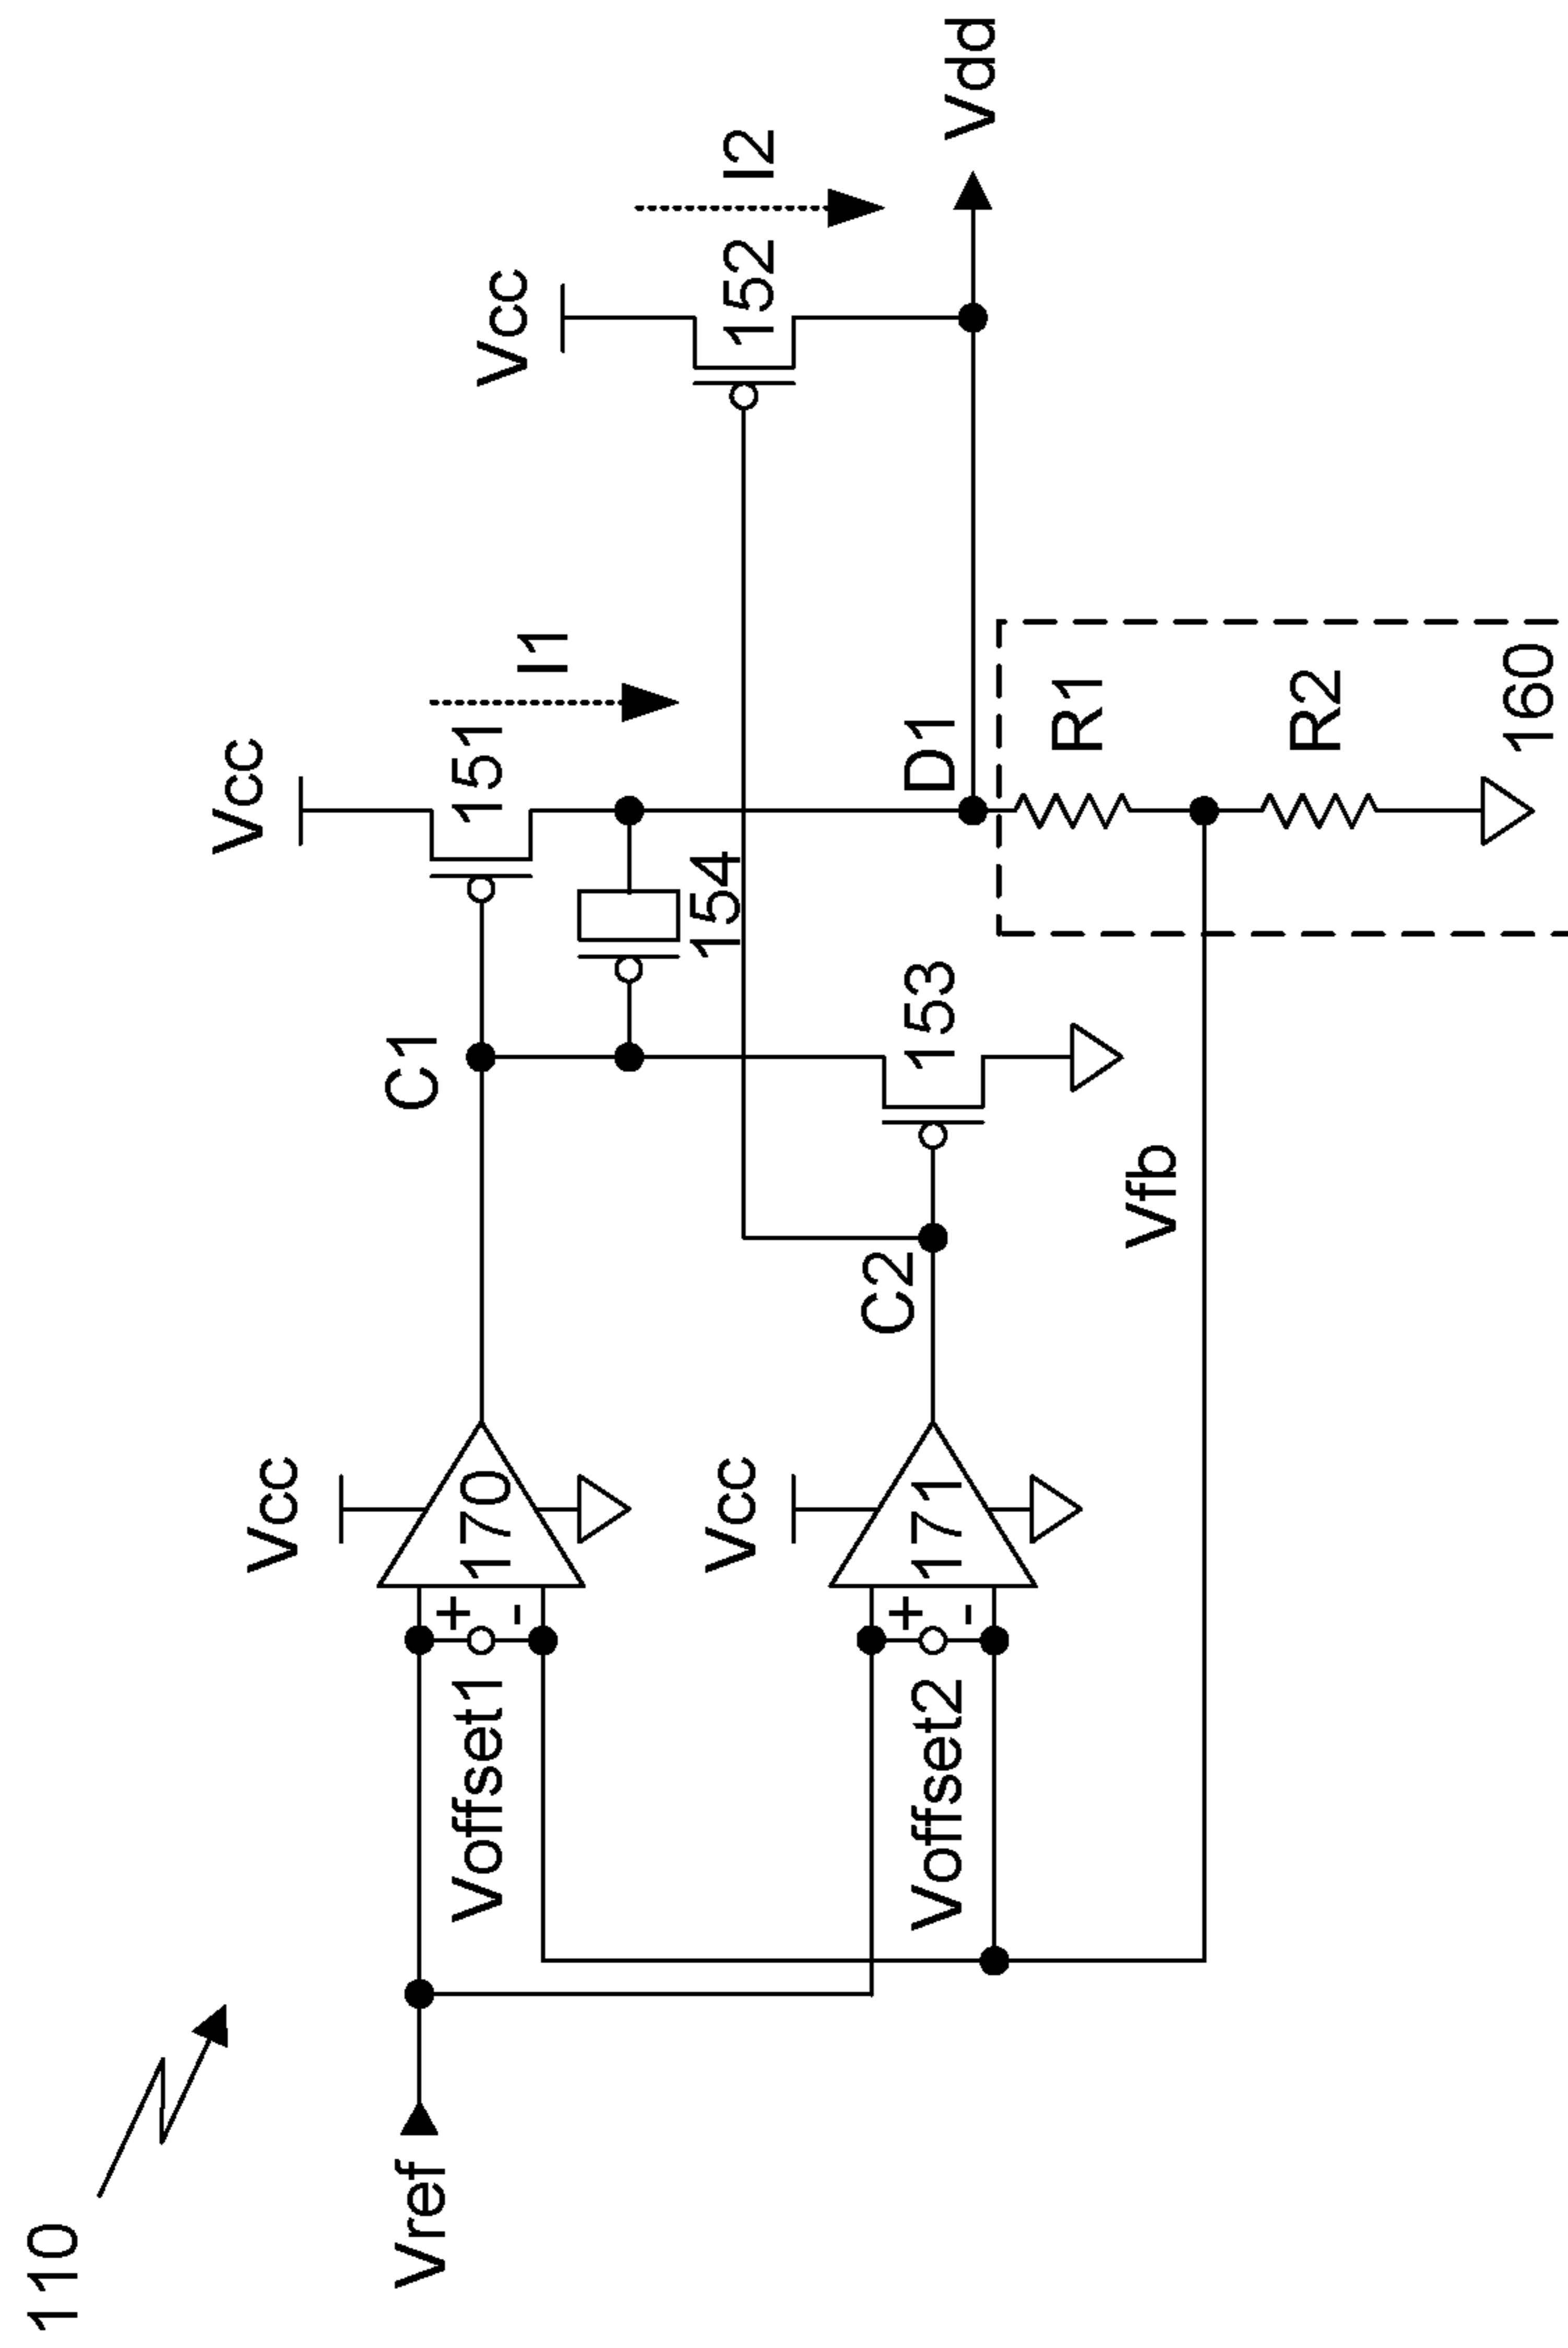 110
Vref
Voffset1
+
-
170
Vcc
Voffset2
+
-
171
Vcc
C1
C2
Vfb
Vcc
151
I1
154
153
D1
R1
R2
160
Vcc
152
I2
Vdd